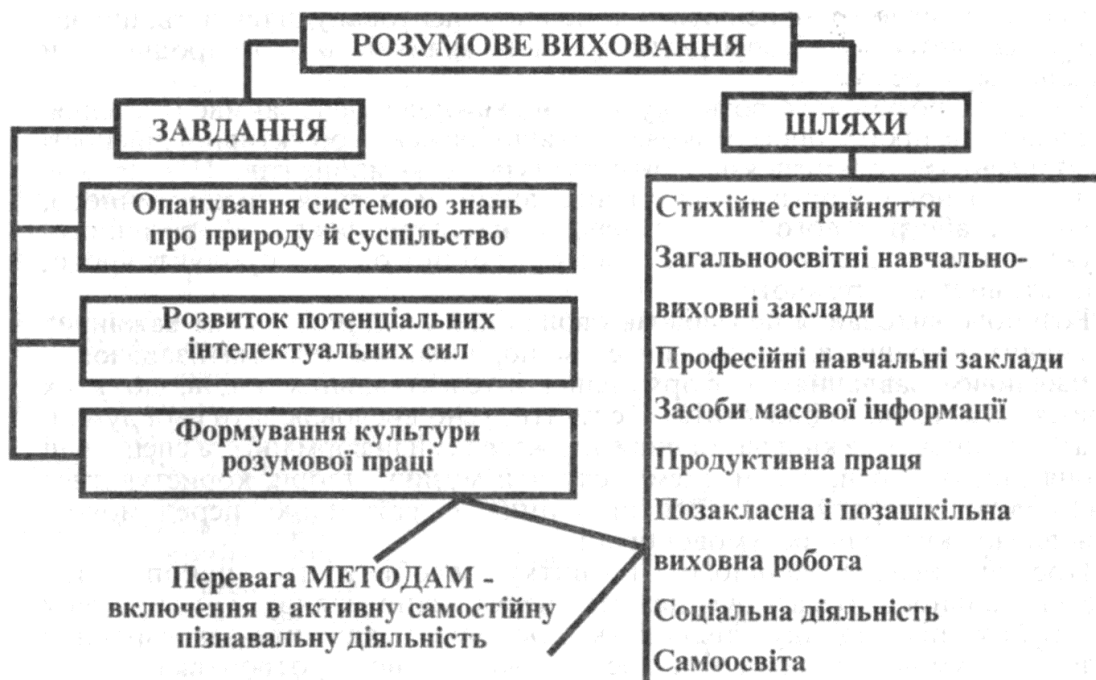 РОЗУМОВЕ ВИХОВАННЯ
ЗАВДАННЯ
Опанування системою знань
про природу й суспільство
Розвиток потенціальних
інтелектуальних сил
Формування культури
розумової праці
Перевага МЕТОДАМ -
включення в активну самостійну
пізнавальну діяльність
ШЛЯХИ
Стихійне сприйняття
Загальноосвітні навчально-
виховні заклади
Професійні навчальні заклади
Засоби масової інформації
Продуктивна праця
Позакласна і позашкільна
виховна робота
Соціальна діяльність
Самоосвіта